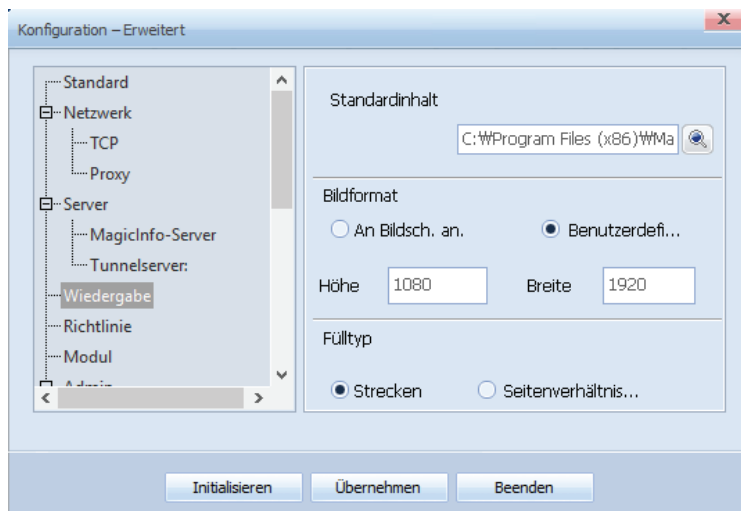 Konfiguration – Erweitert
Standard
Netzwerk
TCP
Proxy
Server
MagicInfo-Server
Tunnelserver:
Wiedergabe
Richtlinie
Modul
Admin
Standardinhalt
C:₩Program Files (x86)₩Ma
Bildformat
An Bildsch. an.
Benutzerdefi...
Höhe 1080 Breite 1920
Fülltyp
Strecken
Seitenverhältnis...
Initialisieren Übernehmen Beenden